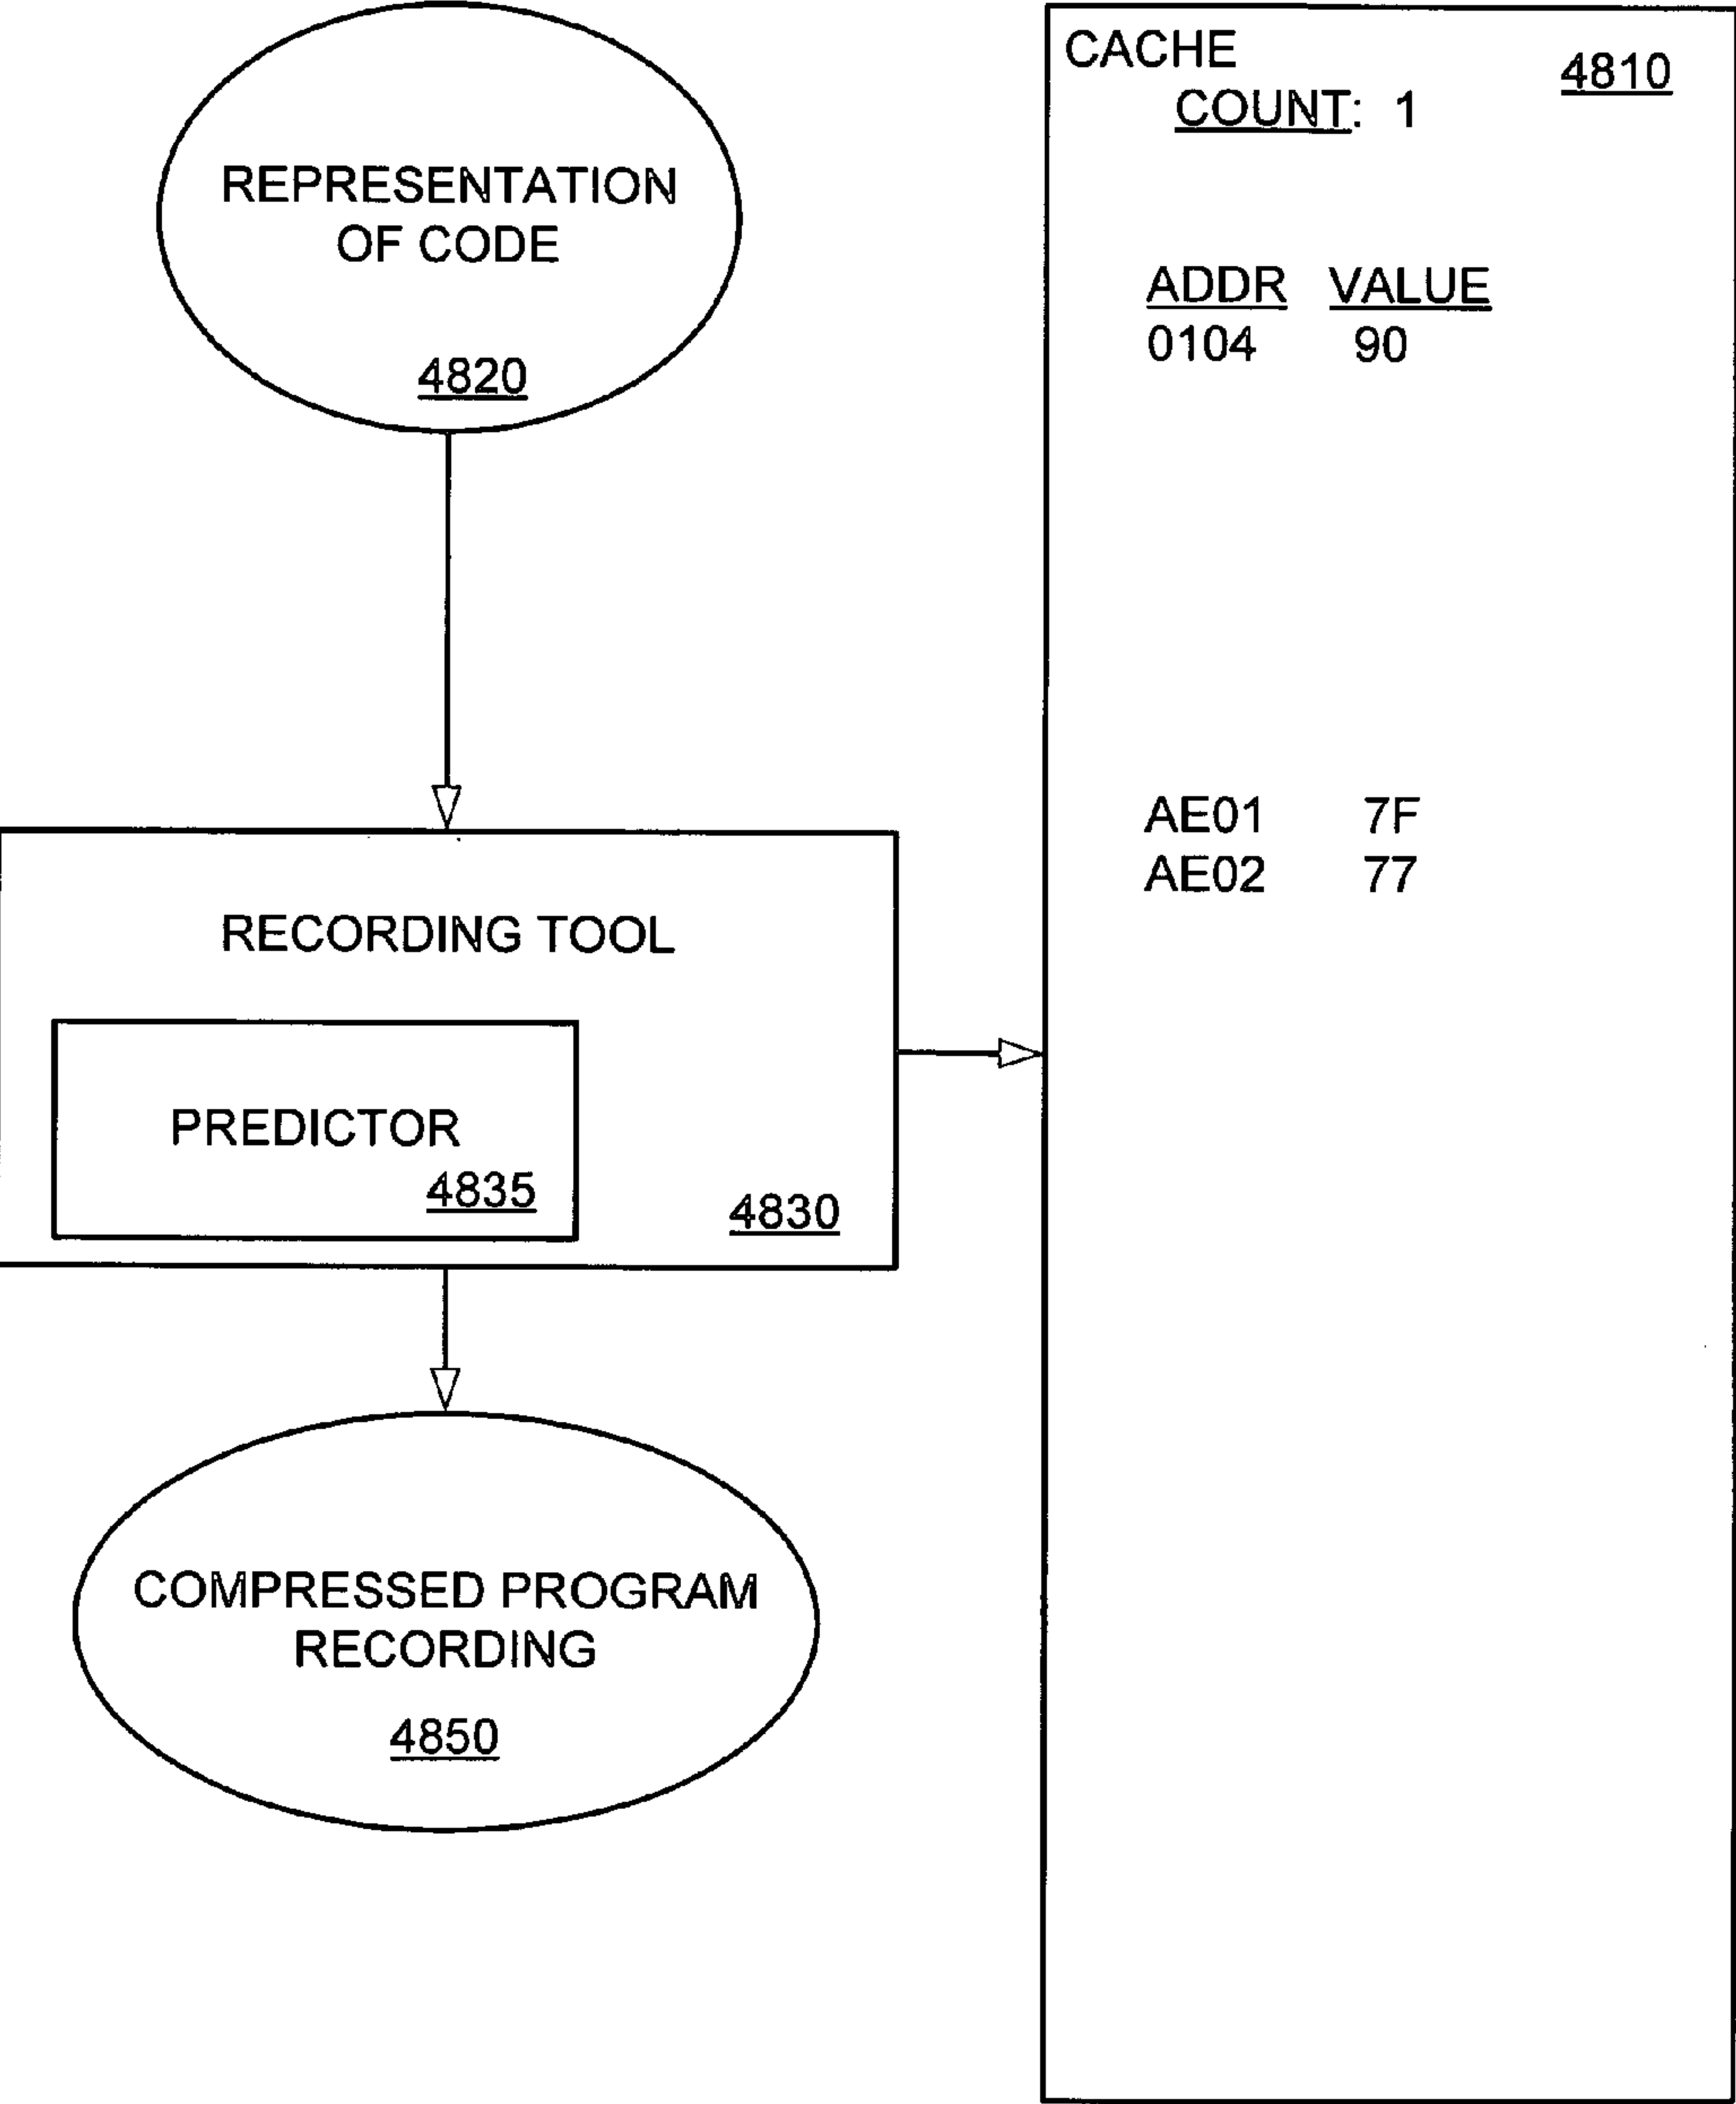 REPRESENTATION
OF CODE
4820
RECORDING TOOL
PREDICTOR
4835
4830
COMPRESSED PROGRAM
RECORDING
4850
CACHE
4810
COUNT: 1
ADDR VALUE
0104 90
AE01 7F
AE02 77